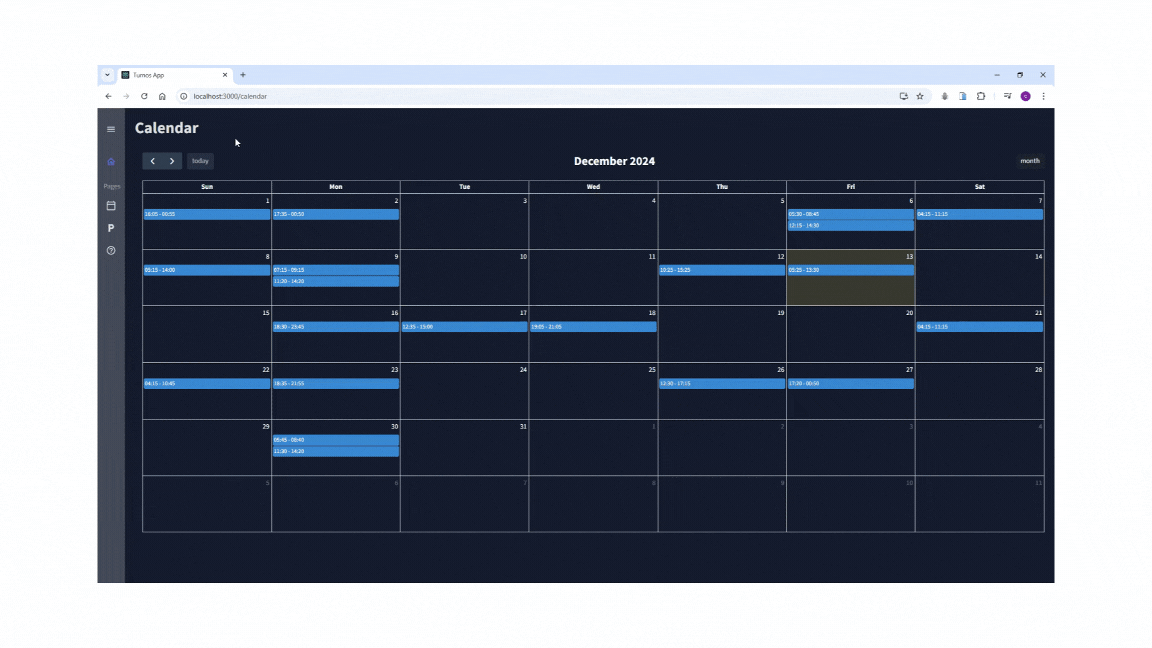 Turnos App
localhost:3000/calendar
Calendar
today
December 2024
month
Pages
P
Sun Mon Tue Wed Thu Fri Sat
1 2 3 4 5 6 7
17:35 - 00:50 05:30 - 08:45 04:15 - 11:15
12:15 - 14:30
8 9 10 11 12 13 14
05:15 - 14:00 07:15 - 09:15 10:25 - 15:25 05:25 - 13:30
11:30 - 14:20
15 16 17 18 19 20 21
18:30 - 23:45 12:35 - 15:00 19:05 - 21:05 04:15 - 11:15
22 23 24 25 26 27 28
04:15 - 10:45 18:35 - 21:55 12:30 - 17:15 17:20 - 00:50
29 30 31 1 2 3 4
05:45 - 08:40
11:30 - 14:20
5 6 7 8 9 10 11